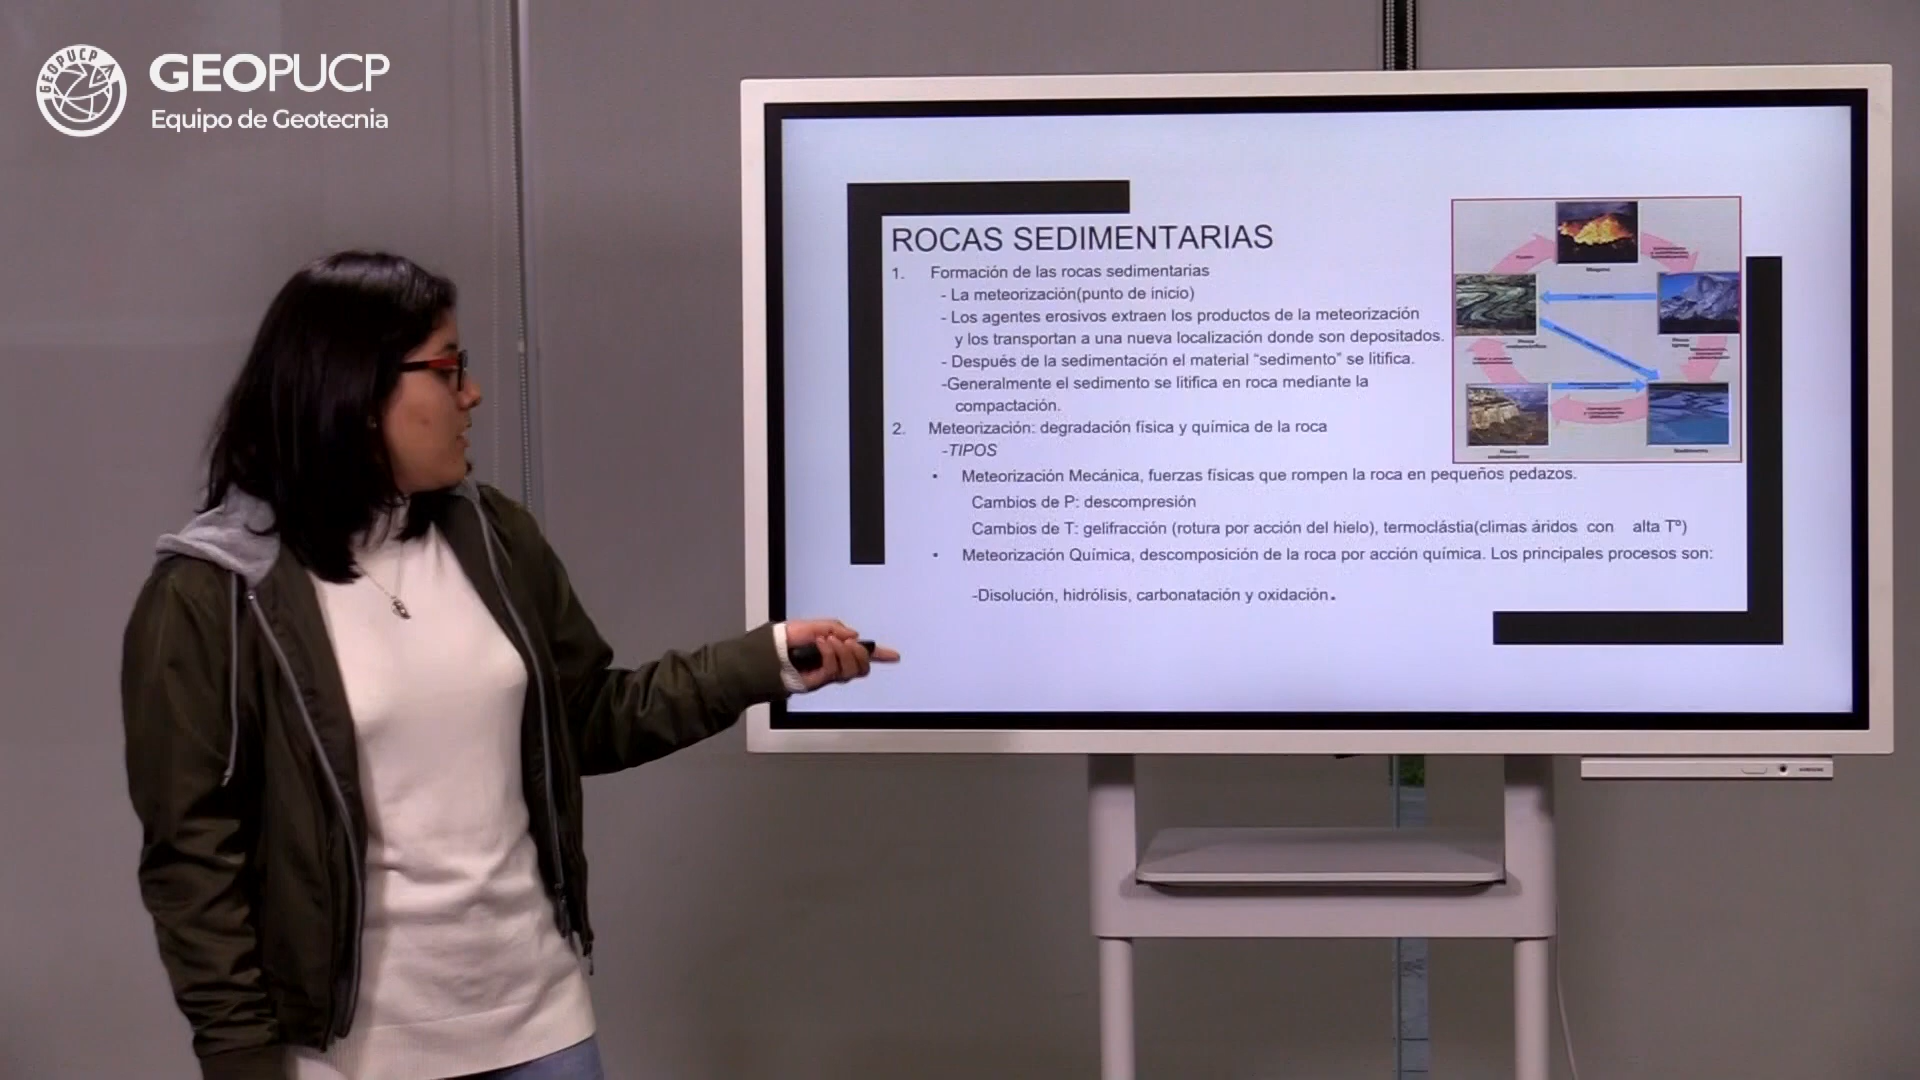 GEOPUCP
GEOPUCP
Equipo de Geotecnia
ROCAS SEDIMENTARIAS
1. Formación de las rocas sedimentarias
- La meteorización(punto de inicio)
- Los agentes erosivos extraen los productos de la meteorización
y los transportan a una nueva localización donde son depositados.
- Después de la sedimentación el material “sedimento” se litifica.
-Generalmente el sedimento se litifica en roca mediante la
compactación.
2. Meteorización: degradación física y química de la roca
-TIPOS
• Meteorización Mecánica, fuerzas físicas que rompen la roca en pequeños pedazos.
Cambios de P: descompresión
Cambios de T: gelifracción (rotura por acción del hielo), termoclástia(climas áridos con alta Tº)
• Meteorización Química, descomposición de la roca por acción química. Los principales procesos son:
-Disolución, hidrólisis, carbonatación y oxidación.
Magma